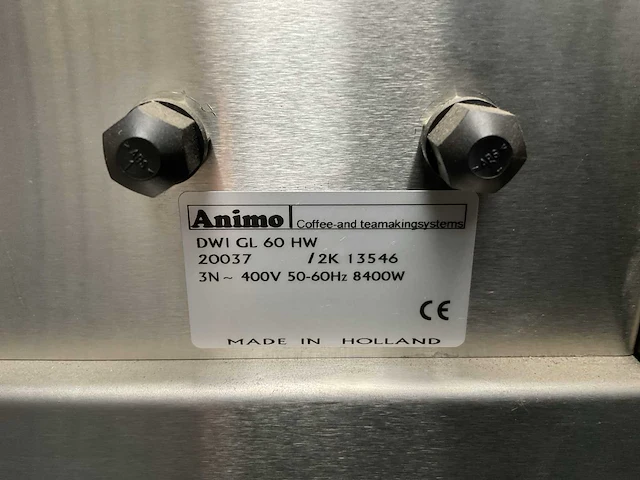 Animo Coffee-and teamakingsystems
DWI GL 60 HW
20037 /2K 13546
3N~ 400V 50-60Hz 8400W
CE
MADE IN HOLLAND